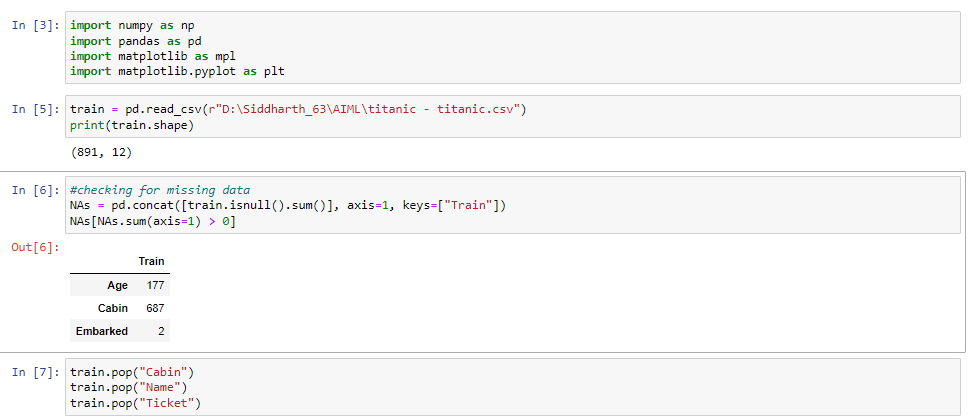 In [3]: import numpy as np
import pandas as pd
import matplotlib as mpl
import matplotlib.pyplot as plt
In [5]: train = pd.read_csv(r"D:\Siddharth_63\AIML\titanic - titanic.csv")
print(train.shape)
(891, 12)
In [6]: #checking for missing data
NAs = pd.concat([train.isnull().sum()], axis=1, keys=["Train"])
NAs[NAs.sum(axis=1) > 0]
Out[6]:
Train
Age 177
Cabin 687
Embarked 2
In [7]: train.pop("Cabin")
train.pop("Name")
train.pop("Ticket")